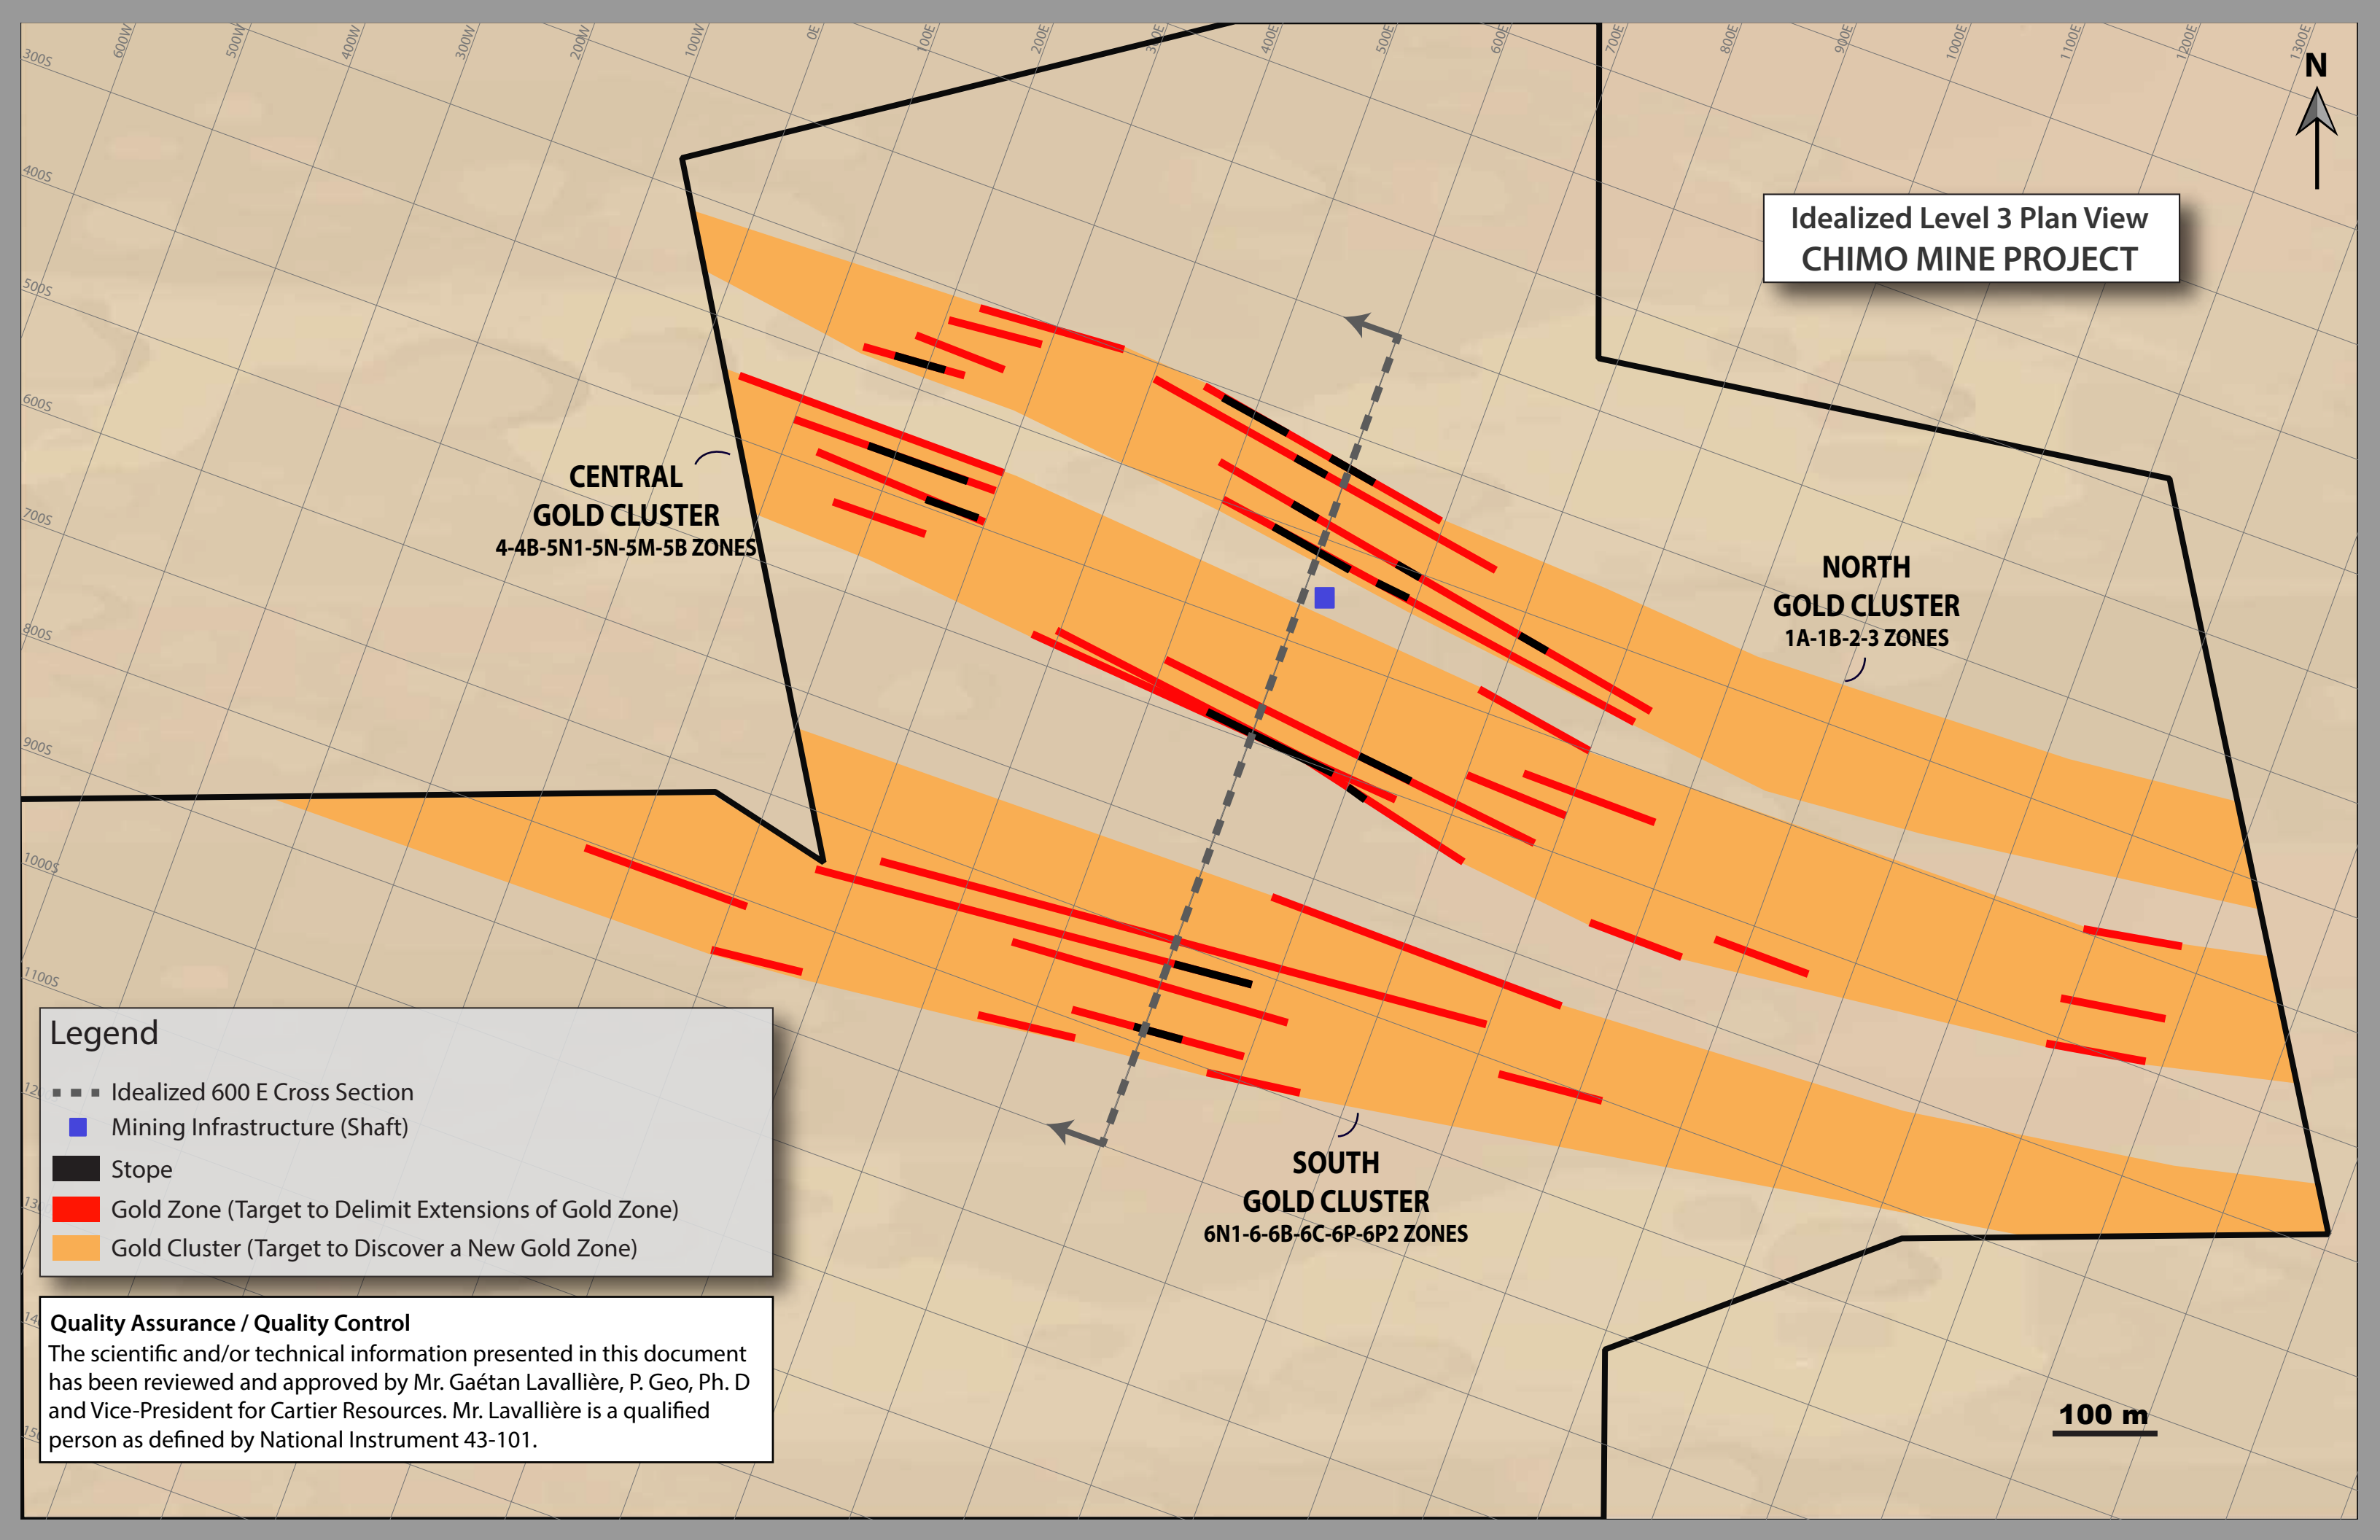 600W 500W 400W 300W 200W 100W 0E 100E 200E 300E 400E 500E 600E 700E 800E 900E 1000E 1100E 1200E 1300E
300S
400S
500S
600S
700S
800S
900S
1000S
1100S
N
Idealized Level 3 Plan View
CHIMO MINE PROJECT
CENTRAL
GOLD CLUSTER
4-4B-5N1-5N-5M-5B ZONES
NORTH
GOLD CLUSTER
1A-1B-2-3 ZONES
SOUTH
GOLD CLUSTER
6N1-6-6B-6C-6P-6P2 ZONES
Legend
Idealized 600 E Cross Section
Mining Infrastructure (Shaft)
Stope
Gold Zone (Target to Delimit Extensions of Gold Zone)
Gold Cluster (Target to Discover a New Gold Zone)
Quality Assurance / Quality Control
The scientific and/or technical information presented in this document
has been reviewed and approved by Mr. Gaétan Lavallière, P. Geo, Ph. D
and Vice-President for Cartier Resources. Mr. Lavallière is a qualified
person as defined by National Instrument 43-101.
100 m